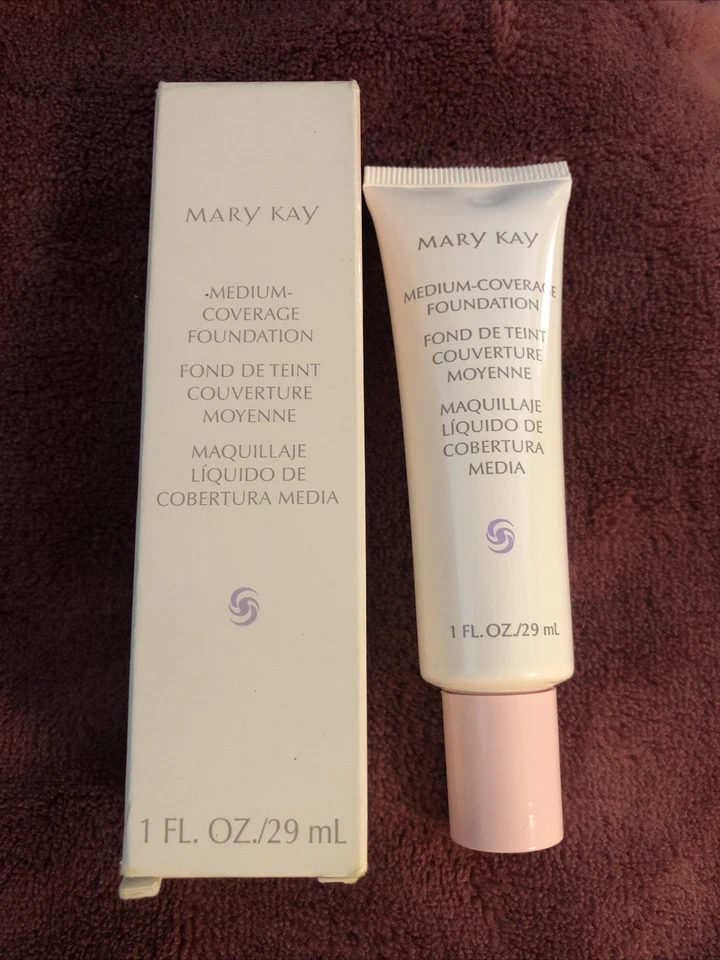 MARY KAY
MEDIUM-
COVERAGE
FOUNDATION
FOND DE TEINT
COUVERTURE
MOYENNE
MAQUILLAJE
LÍQUIDO DE
COBERTURA MEDIA
1 FL. OZ./29 mL
MARY KAY
MEDIUM-COVERAGE
FOUNDATION
FOND DE TEINT
COUVERTURE
MOYENNE
MAQUILLAJE
LÍQUIDO DE
COBERTURA
MEDIA
1 FL. OZ./29 mL